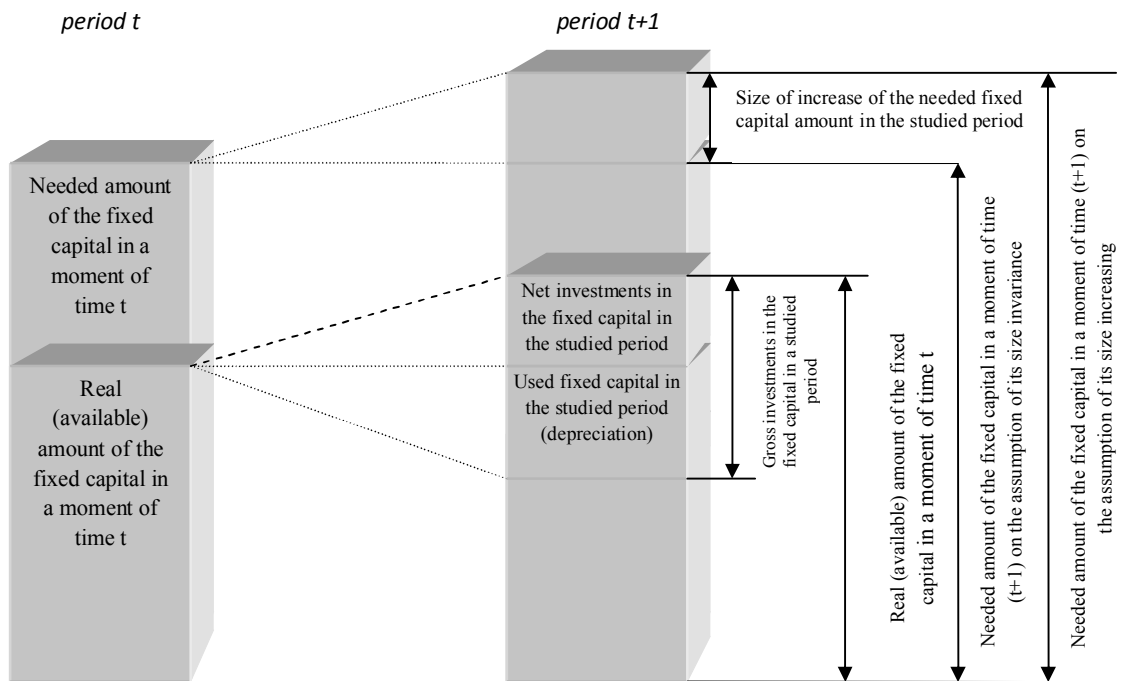 period t
period t+1
Needed amount
of the fixed
capital in a
moment of
time t
Real
(available)
amount of the
fixed capital in
a moment of
time t
Net investments in
the fixed capital in
the studied period
Used fixed capital in
the studied period
(depreciation)
Size of increase of the needed fixed
capital amount in the studied period
Gross investments in the
fixed capital in a studied
period
Real (available) amount of the fixed
capital in a moment of time t
Needed amount of the fixed capital in a moment of time
(t+1) on the assumption of its size invariance
Needed amount of the fixed capital in a moment of time (t+1) on
the assumption of its size increasing